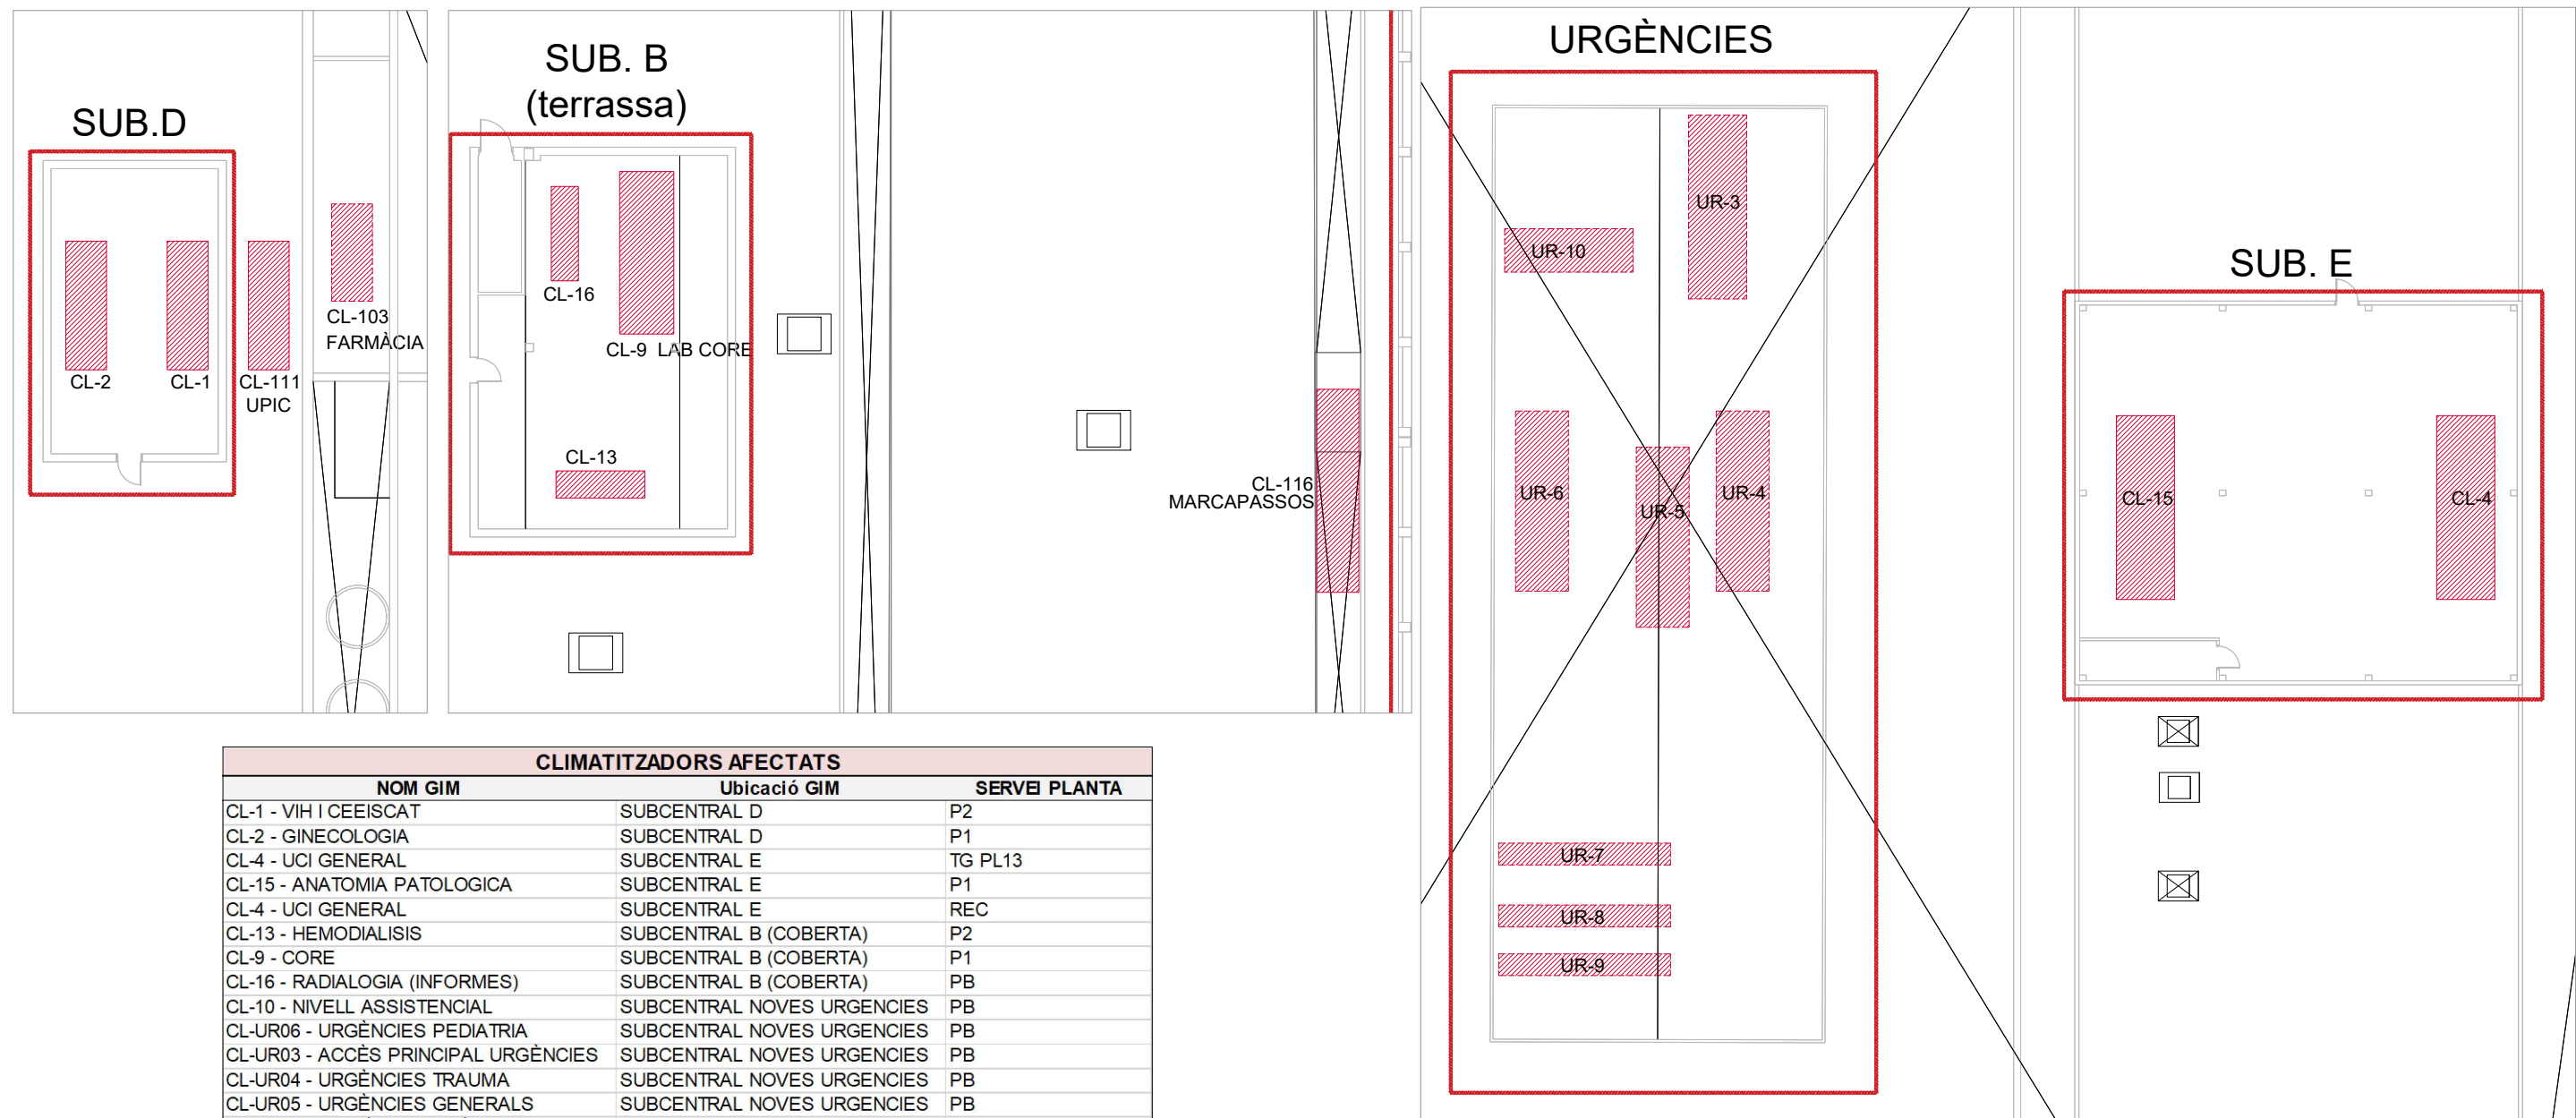 SUB.D
CL-2
CL-1
CL-111
UPIC
CL-103
FARMÀCIA
SUB. B
(terrassa)
CL-16
CL-9 LAB CORE
CL-13
CL-116
MARCAPASSOS
URGÈNCIES
UR-3
UR-10
UR-6
UR-5
UR-4
UR-7
UR-8
UR-9
SUB. E
CL-15
CL-4
CLIMATITZADORS AFECTATS
NOM GIM Ubicació GIM SERVEI PLANTA
CL-1 - VIH I CEEISCAT SUBCENTRAL D P2
CL-2 - GINECOLOGIA SUBCENTRAL D P1
CL-4 - UCI GENERAL SUBCENTRAL E TG PL13
CL-15 - ANATOMIA PATOLOGICA SUBCENTRAL E P1
CL-4 - UCI GENERAL SUBCENTRAL E REC
CL-13 - HEMODIALISIS SUBCENTRAL B (COBERTA) P2
CL-9 - CORE SUBCENTRAL B (COBERTA) P1
CL-16 - RADIALOGIA (INFORMES) SUBCENTRAL B (COBERTA) PB
CL-10 - NIVELL ASSISTENCIAL SUBCENTRAL NOVES URGENCIES PB
CL-UR06 - URGÈNCIES PEDIATRIA SUBCENTRAL NOVES URGENCIES PB
CL-UR03 - ACCÈS PRINCIPAL URGÈNCIES SUBCENTRAL NOVES URGENCIES PB
CL-UR04 - URGÈNCIES TRAUMA SUBCENTRAL NOVES URGENCIES PB
CL-UR05 - URGÈNCIES GENERALS SUBCENTRAL NOVES URGENCIES PB